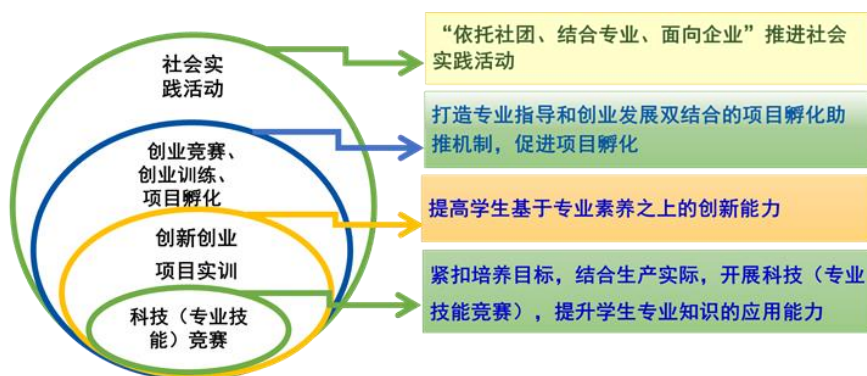 社会实
践活动
创业竞赛、
创业训练、
项目孵化
创新创业
项目实训
科技（专业技
能）竞赛
“依托社团、结合专业、面向企业”推进社会
实践活动
打造专业指导和创业发展双结合的项目孵化助
推机制，促进项目孵化
提高学生基于专业素养之上的创新能力
紧扣培养目标，结合生产实际，开展科技（专业
技能竞赛），提升学生专业知识的应用能力